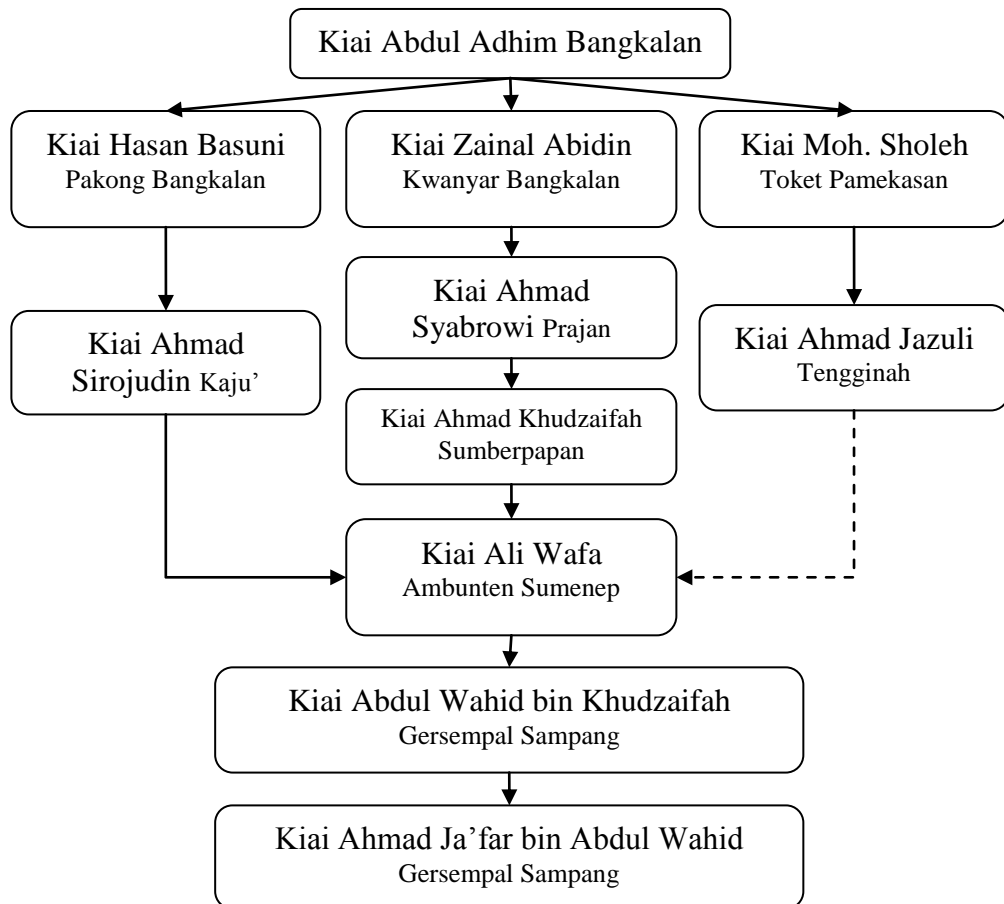 Kiai Abdul Adhim Bangkalan
Kiai Hasan Basuni
Pakong Bangkalan
Kiai Zainal Abidin
Kwanyar Bangkalan
Kiai Moh. Sholeh
Toket Pamekasan
Kiai Ahmad
Syabrowi Prajan
Kiai Ahmad
Sirojudin Kaju’
Kiai Ahmad Jazuli
Tengginah
Kiai Ahmad Khudzaifah
Sumberpapan
Kiai Ali Wafa
Ambunten Sumenep
Kiai Abdul Wahid bin Khudzaifah
Gersempal Sampang
Kiai Ahmad Ja’far bin Abdul Wahid
Gersempal Sampang